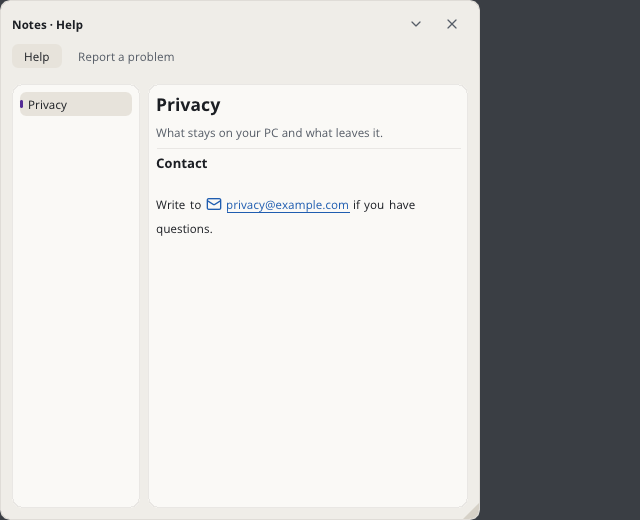 Notes · Help
Help
Report a problem
Privacy
Privacy
What stays on your PC and what leaves it.
Contact
Write to privacy@example.com if you have
questions.